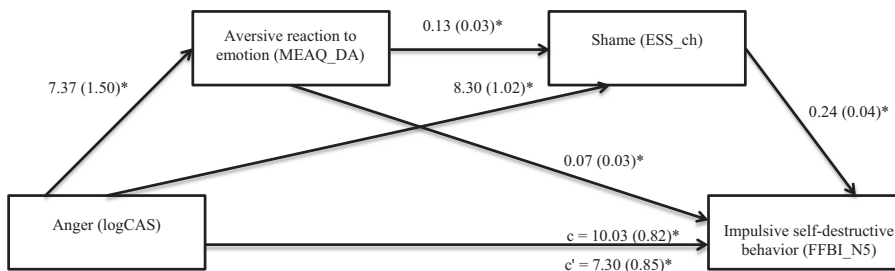 Aversive reaction to
emotion (MEAQ_DA)
0.13 (0.03)*
Shame (ESS_ch)
7.37 (1.50)*
8.30 (1.02)*
0.24 (0.04)*
0.07 (0.03)*
Anger (logCAS)
Impulsive self-destructive
behavior (FFBI_N5)
c = 10.03 (0.82)*
c' = 7.30 (0.85)*